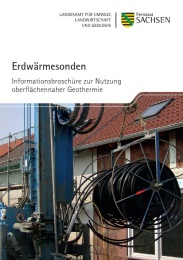 LANDESAMT FÜR UMWELT,
LANDWIRTSCHAFT
UND GEOLOGIE
Freistaat
SACHSEN
Erdwärmesonden
Informationsbroschüre zur Nutzung
oberflächennaher Geothermie